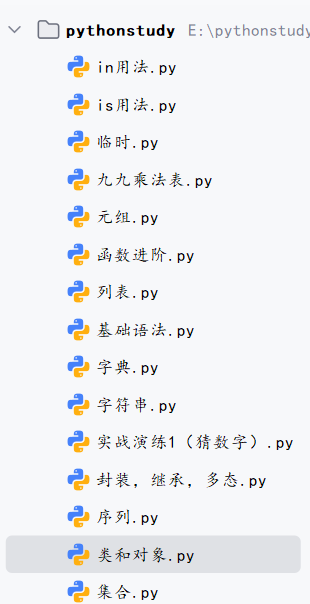 pythonstudy E:\pythonstudy
in用法.py
is用法.py
临时.py
九九乘法表.py
元组.py
函数进阶.py
列表.py
基础语法.py
字典.py
字符串.py
实战演练1（猜数字）.py
封装，继承，多态.py
序列.py
类和对象.py
集合.py